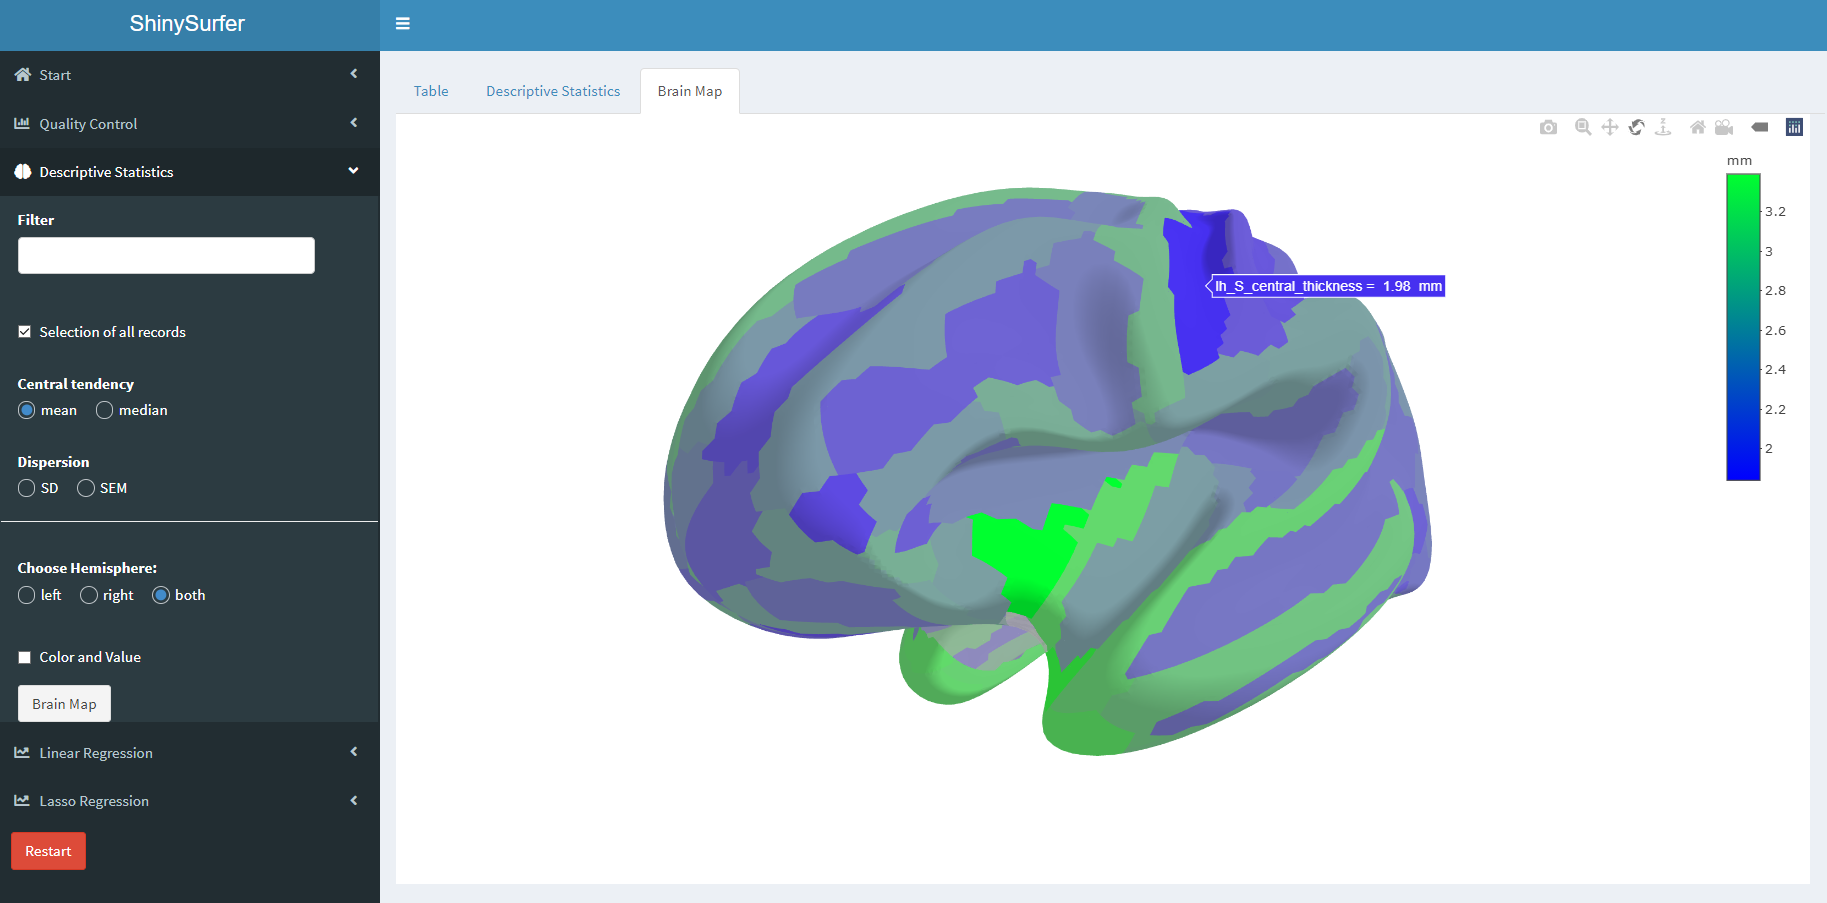 ShinySurfer
Start
Quality Control
Descriptive Statistics
Filter
Selection of all records
Central tendency
mean median
Dispersion
SD SEM
Choose Hemisphere:
left right both
Color and Value
Brain Map
Linear Regression
Lasso Regression
Restart
Table Descriptive Statistics Brain Map
mm
3.2
3
2.8
2.6
2.4
2.2
2
lh_S_central_thickness = 1.98 mm